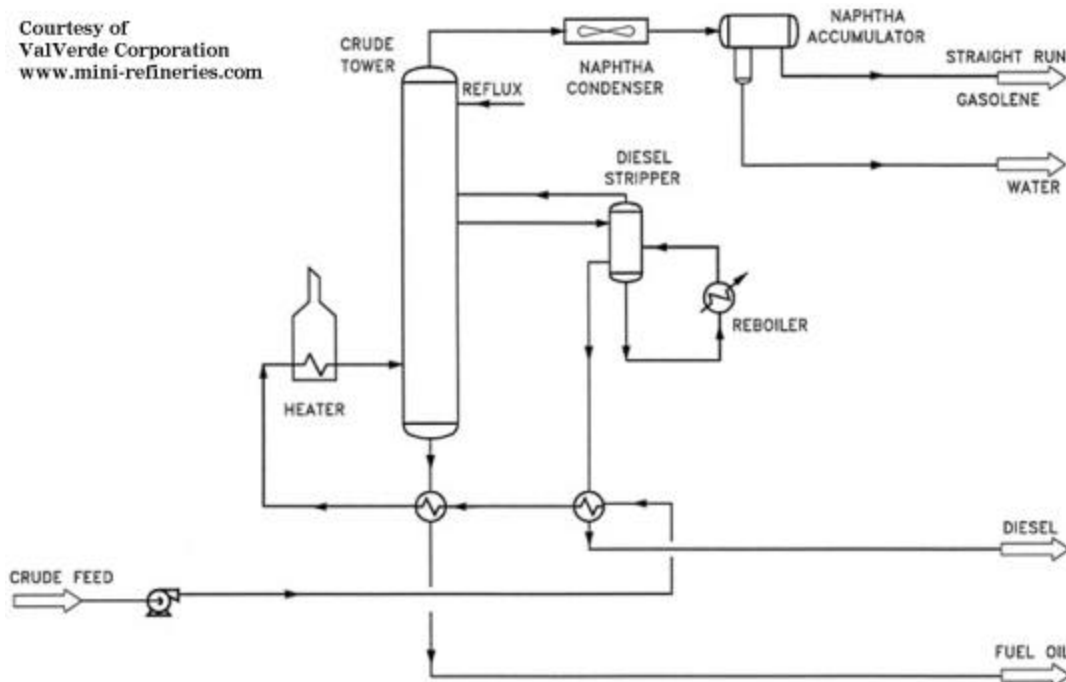 Courtesy of
ValVerde Corporation
www.mini-refineries.com
CRUDE
TOWER
NAPHTHA
CONDENSER
NAPHTHA
ACCUMULATOR
STRAIGHT RUN
GASOLENE
REFLUX
DIESEL
STRIPPER
WATER
REBOILER
HEATER
DIESEL
CRUDE FEED
FUEL OIL